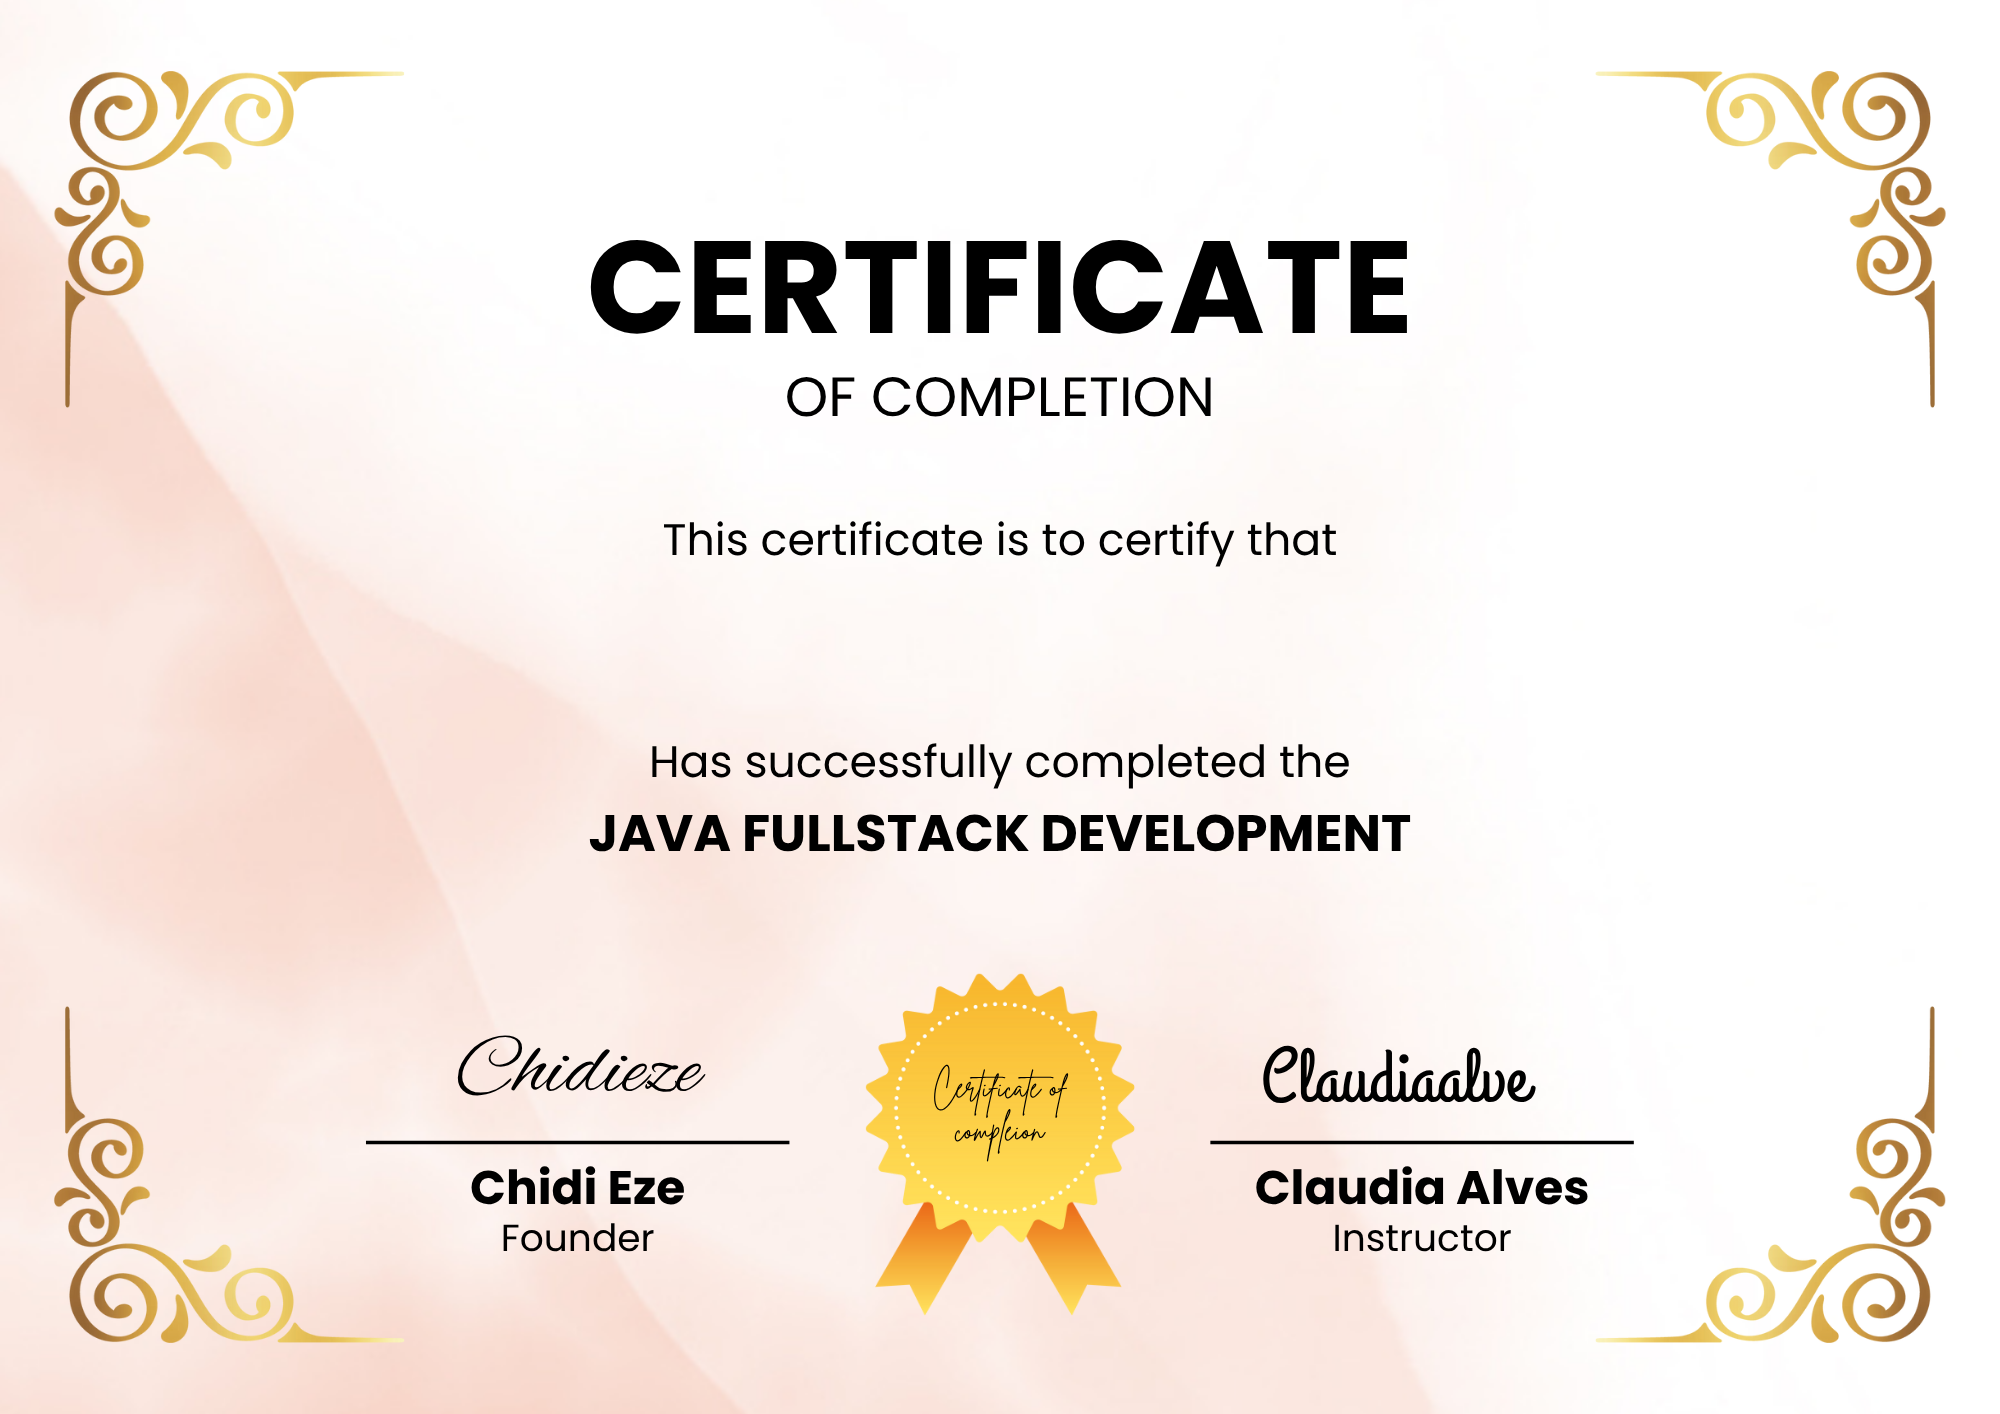 CERTIFICATE
OF COMPLETION
This certificate is to certify that
Has successfully completed the
JAVA FULLSTACK DEVELOPMENT
Chidieze
Chidi Eze
Founder
Certificate of
compleion
Claudiaalve
Claudia Alves
Instructor